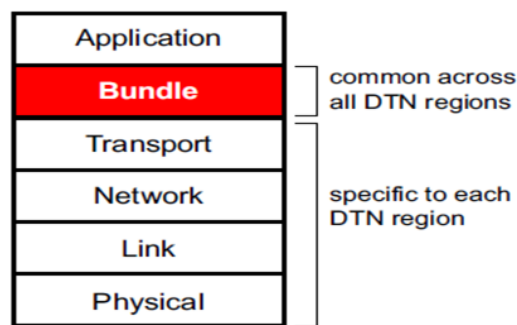 Application
Bundle
common across
all DTN regions
Transport
Network
specific to each
DTN region
Link
Physical